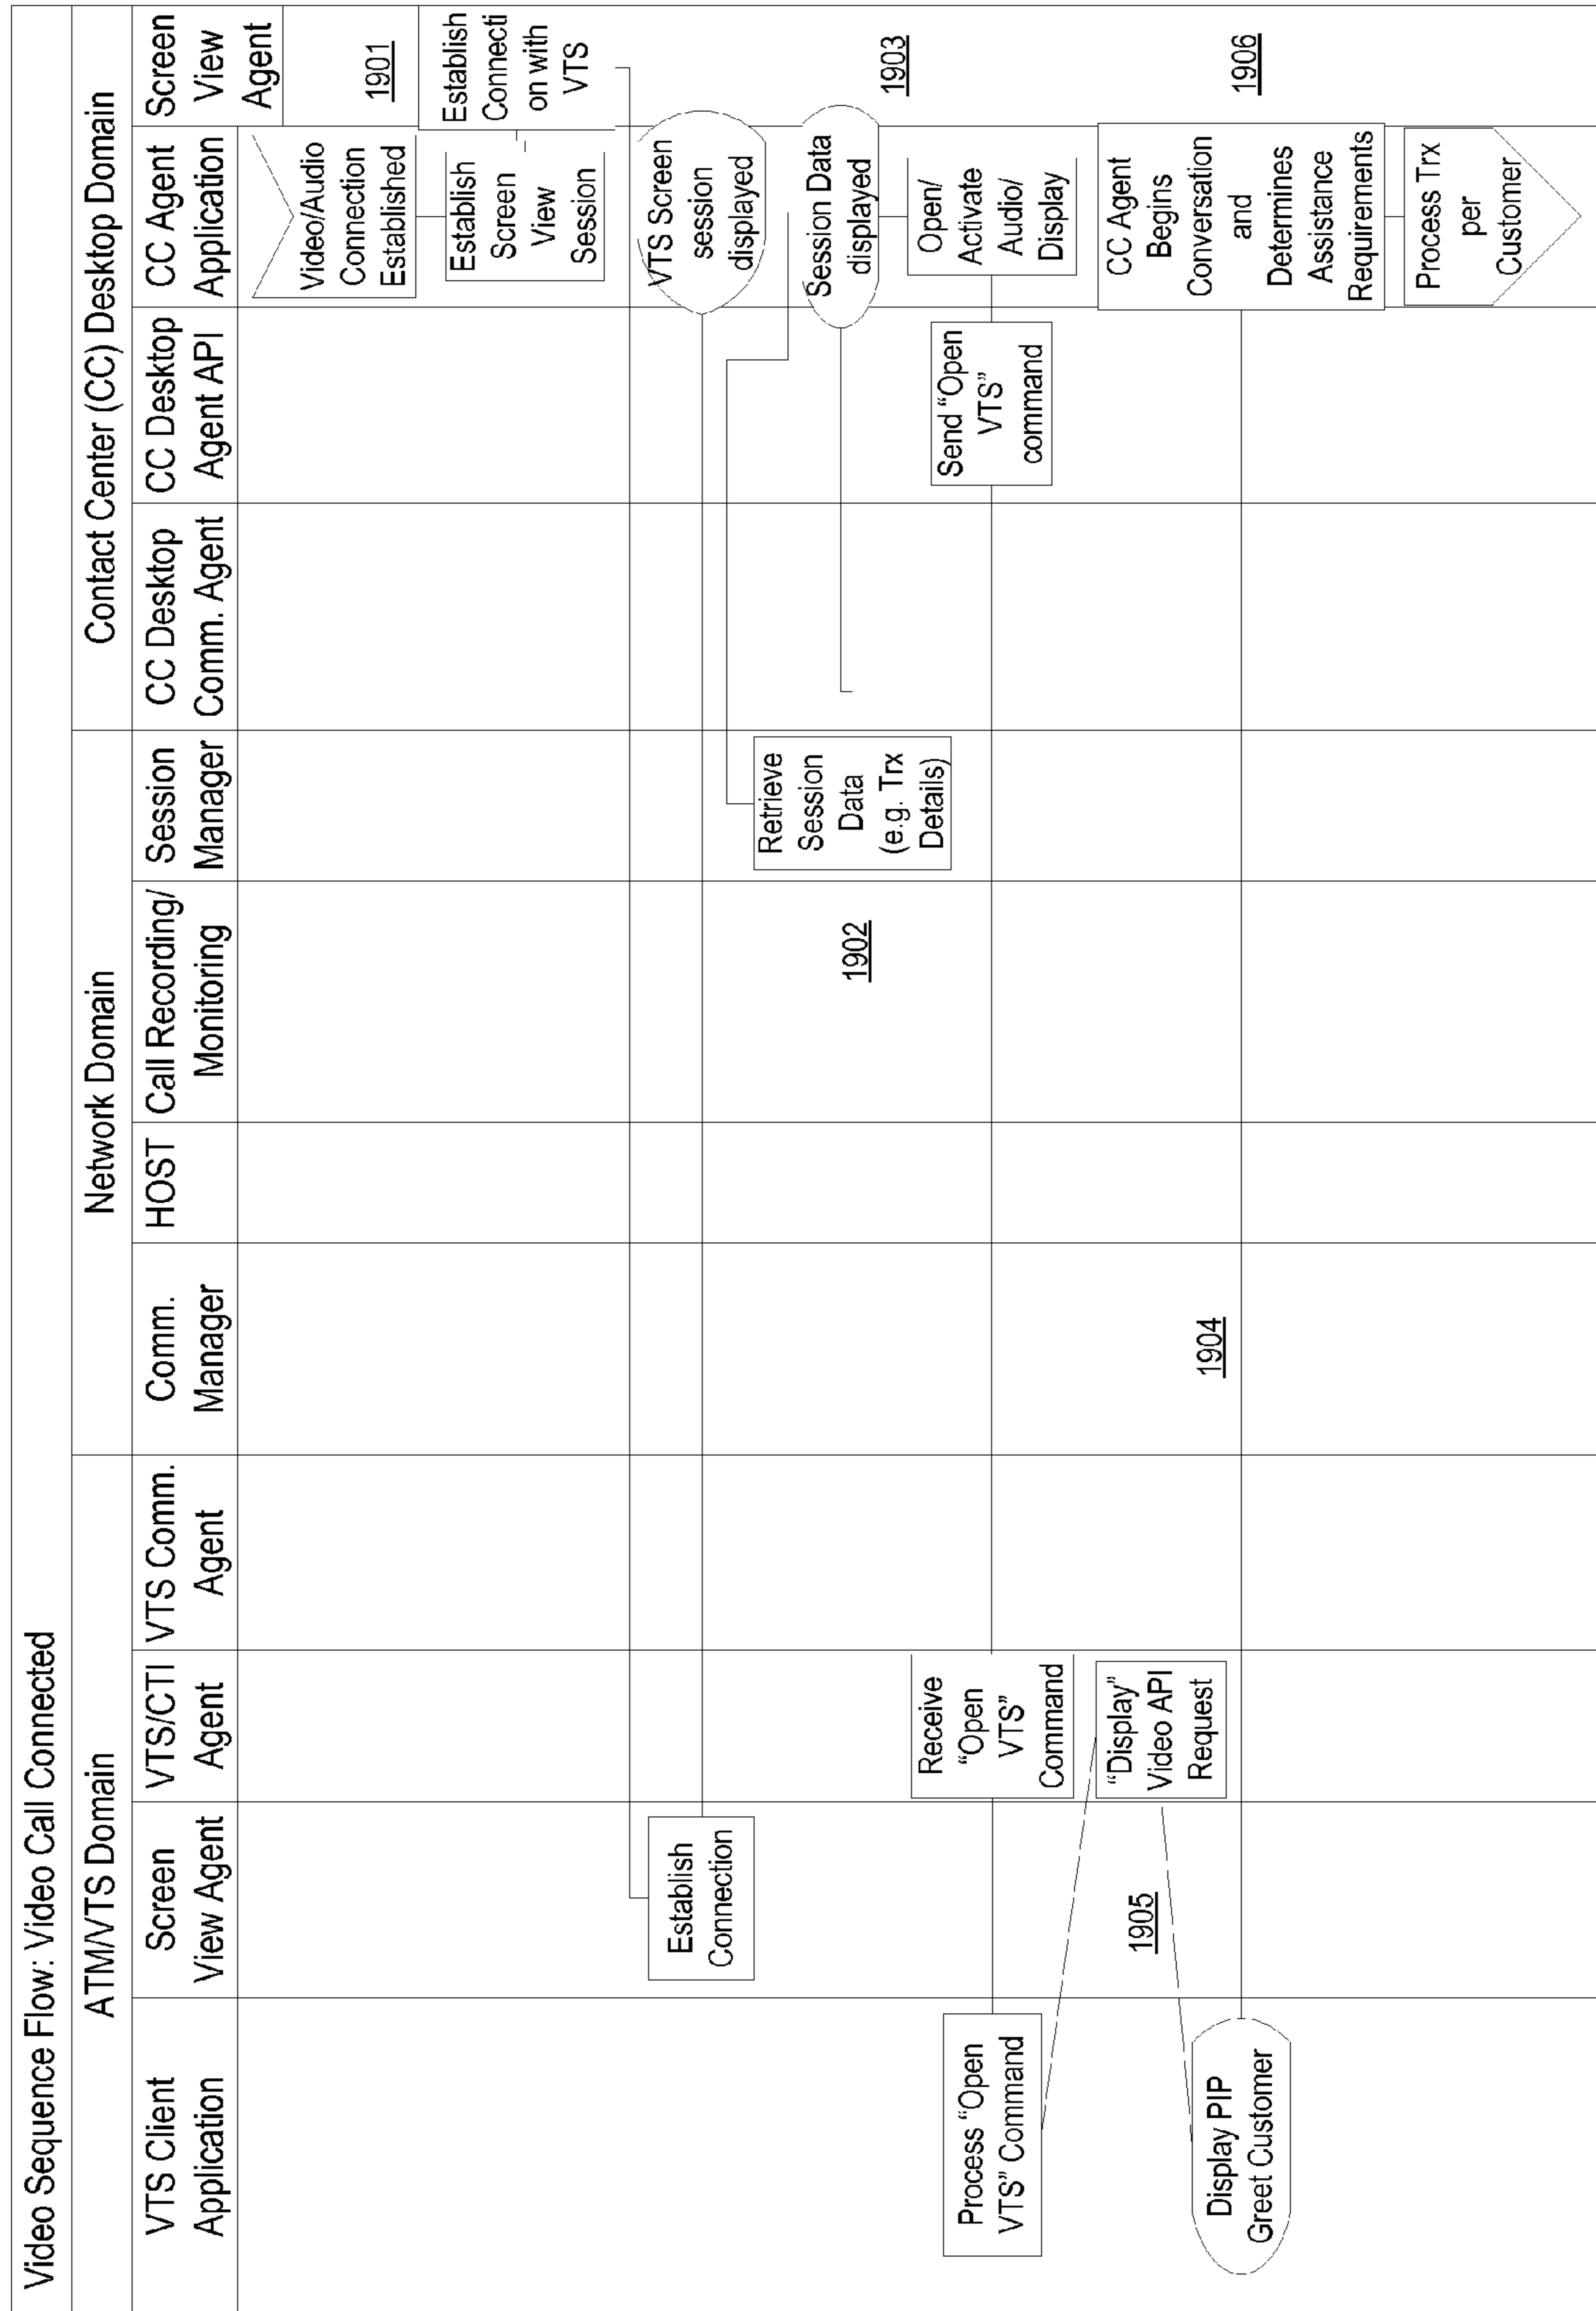 Video Sequence Flow: Video Call Connected
ATM/VTS Domain
Network Domain
Contact Center (CC) Desktop Domain
VTS Client
Application
Screen
View Agent
VTS/CTI
Agent
VTS Comm.
Agent
Comm.
Manager
HOST
Call Recording/
Monitoring
Session
Manager
CC Desktop
Comm. Agent
CC Desktop
Agent API
CC Agent
Application
Screen
View
Agent
Video/Audio
Connection
Established
1901
Establish
Screen
View
Session
Establish
Connecti
on with
VTS
Establish
Connection
VTS Screen
session
displayed
Retrieve
Session
Data
(e.g. Trx
Details)
1902
Session Data
displayed
1903
Open/
Activate
Audio/
Display
Send “Open
VTS”
command
Receive
“Open
VTS”
Command
Process “Open
VTS” Command
“Display”
Video API
Request
1905
1904
Display PIP
Greet Customer
CC Agent
Begins
Conversation
and
Determines
Assistance
Requirements
1906
Process Trx
per
Customer